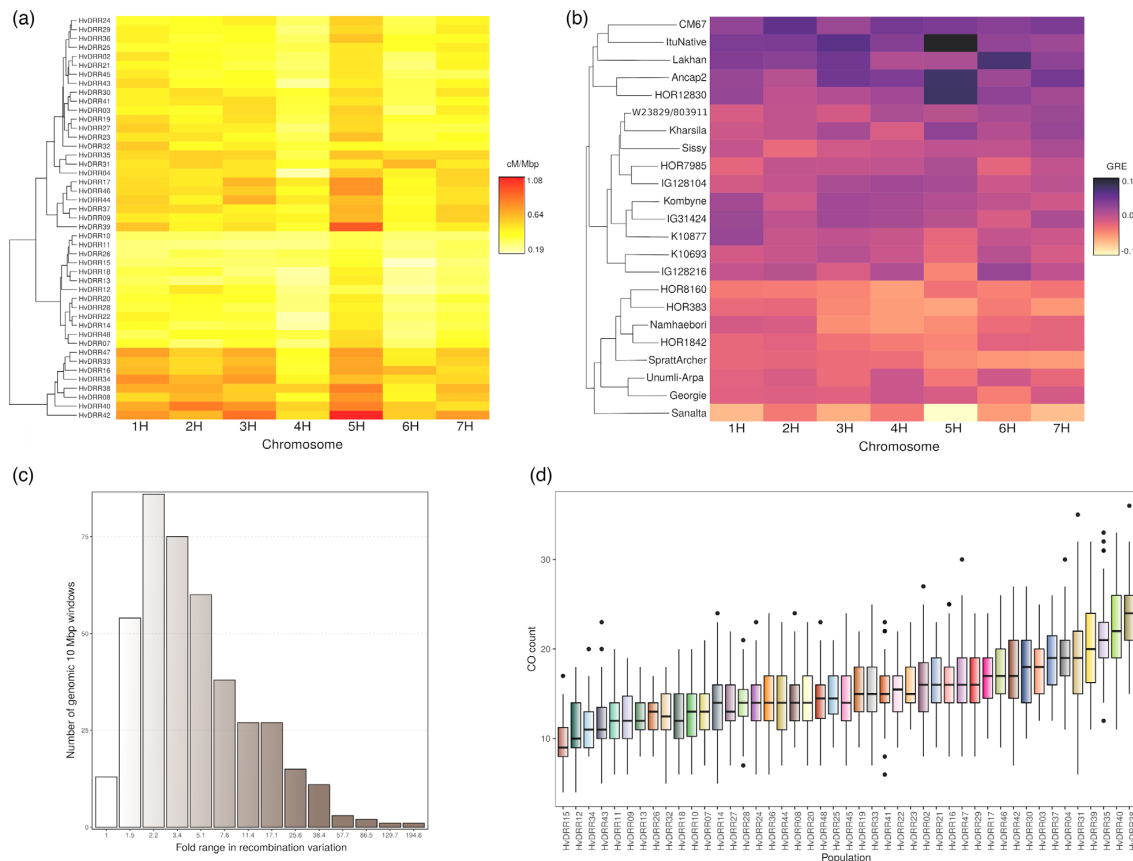 (a)
HvDRR24
HvDRR29
HvDRR36
HvDRR25
HvDRR02
HvDRR21
HvDRR45
HvDRR43
HvDRR30
HvDRR41
HvDRR03
HvDRR19
HvDRR27
HvDRR23
HvDRR32
HvDRR35
HvDRR31
HvDRR04
HvDRR17
HvDRR46
HvDRR44
HvDRR37
HvDRR09
HvDRR39
HvDRR10
HvDRR11
HvDRR26
HvDRR15
HvDRR18
HvDRR13
HvDRR12
HvDRR20
HvDRR28
HvDRR22
HvDRR14
HvDRR48
HvDRR07
HvDRR47
HvDRR33
HvDRR16
HvDRR34
HvDRR38
HvDRR08
HvDRR40
HvDRR42
1H 2H 3H 4H 5H 6H 7H
Chromosome
cM/Mbp
1.08
0.64
0.19
(b)
CM67
ItuNative
Lakhan
Ancap2
HOR12830
W23829/803911
Kharsila
Sissy
HOR7985
IG128104
Kombyne
IG31424
K10877
K10693
IG128216
HOR8160
HOR383
Namhaebori
HOR1842
SprattArcher
Unumli-Arpa
Georgie
Sanalta
1H 2H 3H 4H 5H 6H 7H
Chromosome
GRE
0.1
-0.1
(c)
Number of genomic 10 Mbp windows
75
50
25
0
1 1.5 2.2 3.4 5.1 7.6 11.4 17.1 25.6 38.4 57.7 86.5 129.7 194.6
Fold range in recombination variation
(d)
CO count
30
20
10
HvDRR15
HvDRR12
HvDRR34
HvDRR43
HvDRR11
HvDRR09
HvDRR13
HvDRR26
HvDRR32
HvDRR18
HvDRR10
HvDRR07
HvDRR14
HvDRR27
HvDRR28
HvDRR24
HvDRR36
HvDRR44
HvDRR08
HvDRR20
HvDRR48
HvDRR25
HvDRR45
HvDRR19
HvDRR33
HvDRR41
HvDRR22
HvDRR23
HvDRR02
HvDRR21
HvDRR16
HvDRR47
HvDRR29
HvDRR17
HvDRR46
HvDRR42
HvDRR30
HvDRR03
HvDRR37
HvDRR04
HvDRR31
HvDRR39
HvDRR35
HvDRR40
HvDRR38
Population